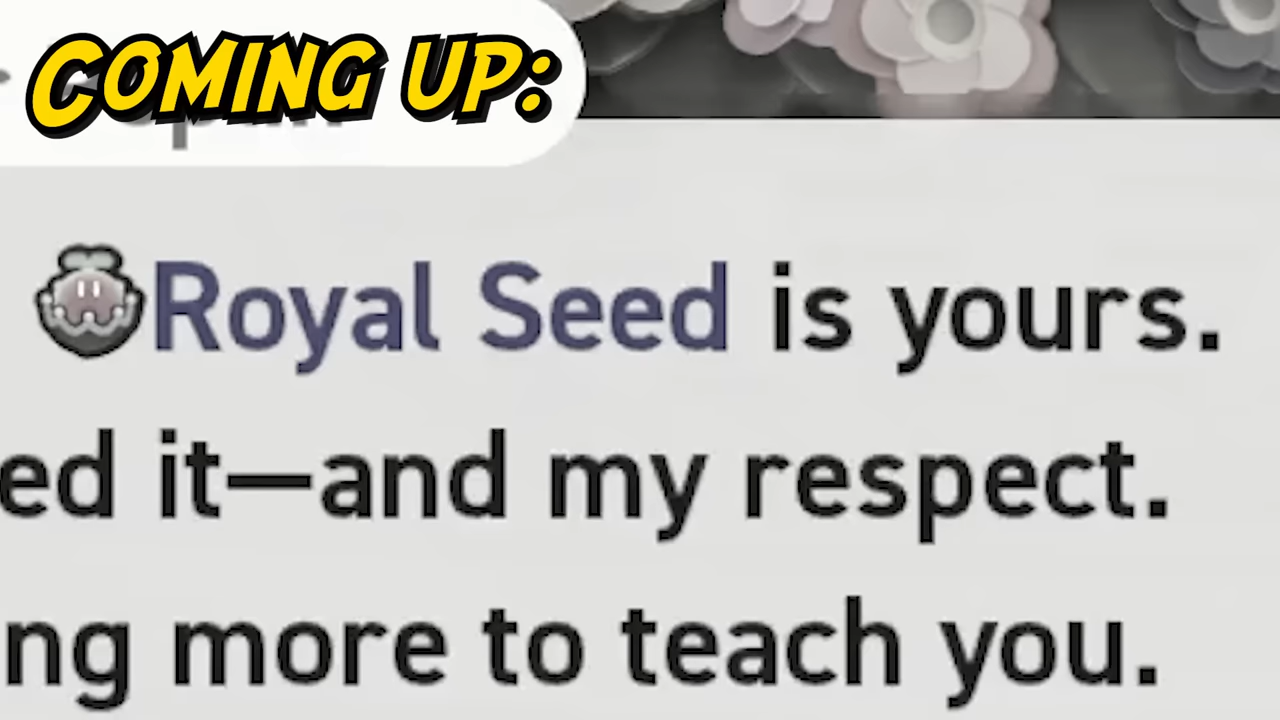 COMING UP:
Royal Seed is yours.
ed it—and my respect.
ng more to teach you.